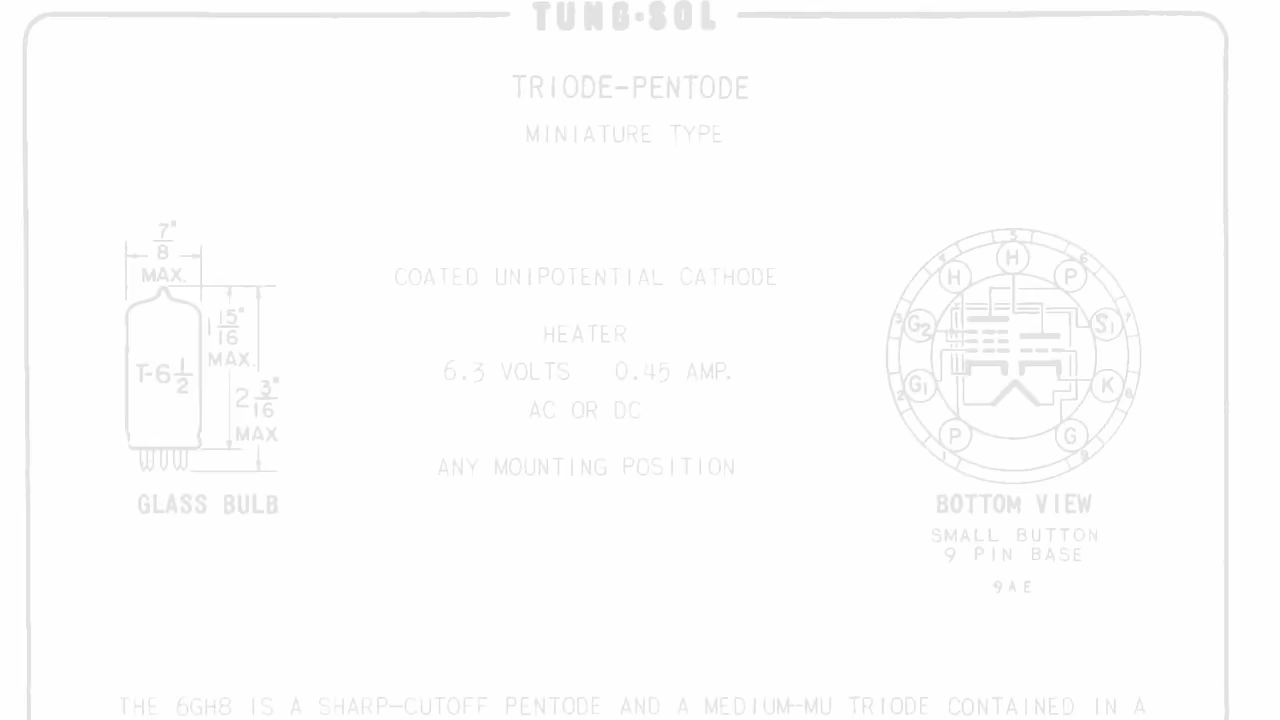 TUNG·SOL
TRIODE-PENTODE
MINIATURE TYPE
7"
8
MAX.
1 15"
16
MAX.
T-6 1/2
2 3"
16
MAX
GLASS BULB
COATED UNIPOTENTIAL CATHODE
HEATER
6.3 VOLTS 0.45 AMP.
AC OR DC
ANY MOUNTING POSITION
5
4 H 6
H P
3 G2 S1 7
2 G1 K 8
P G
1 9
BOTTOM VIEW
SMALL BUTTON
9 PIN BASE
9AE
THE 6GH8 IS A SHARP-CUTOFF PENTODE AND A MEDIUM-MU TRIODE CONTAINED IN A